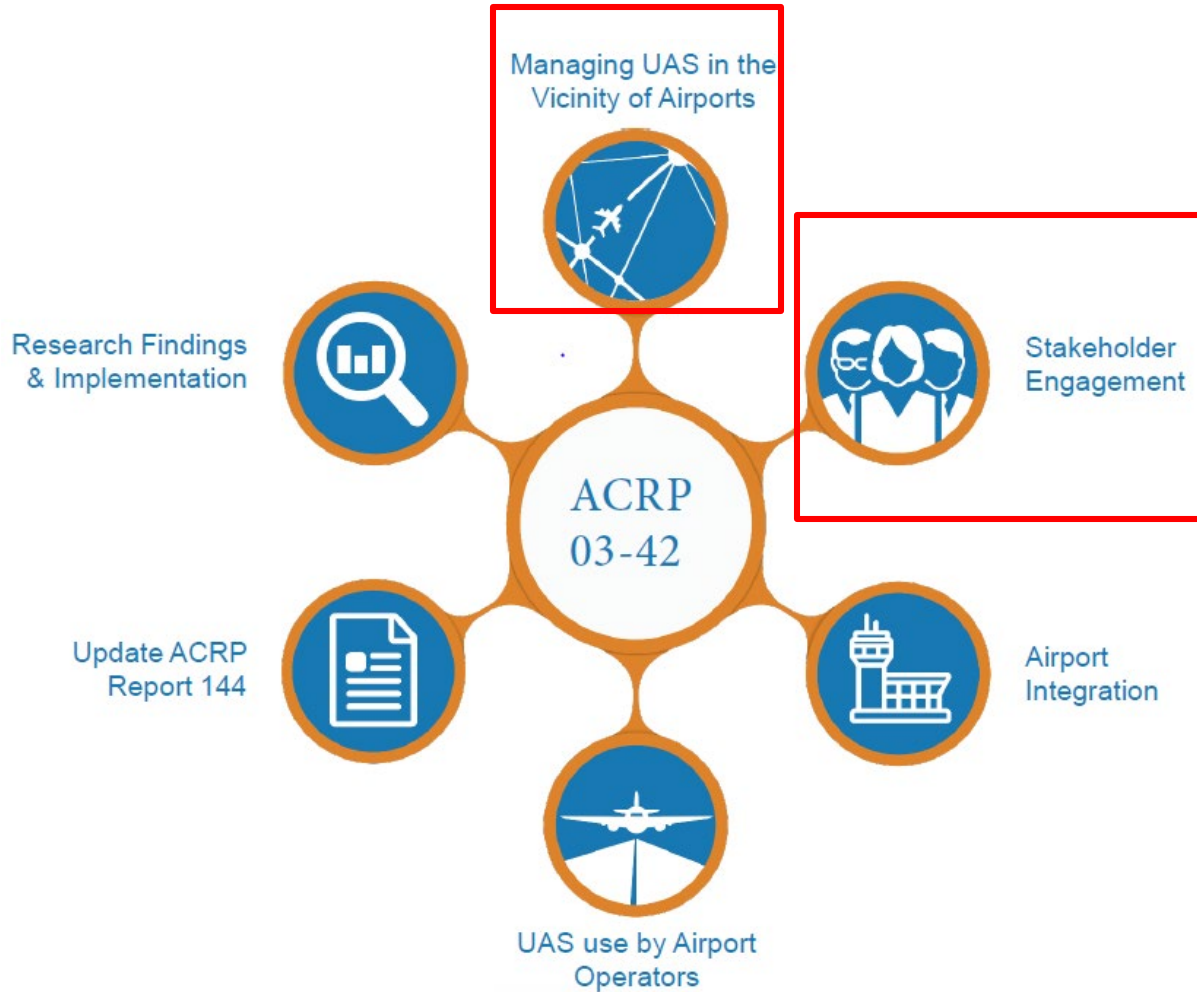 Managing UAS in the
Vicinity of Airports
Research Findings
& Implementation
Stakeholder
Engagement
ACRP
03-42
Update ACRP
Report 144
Airport
Integration
UAS use by Airport
Operators